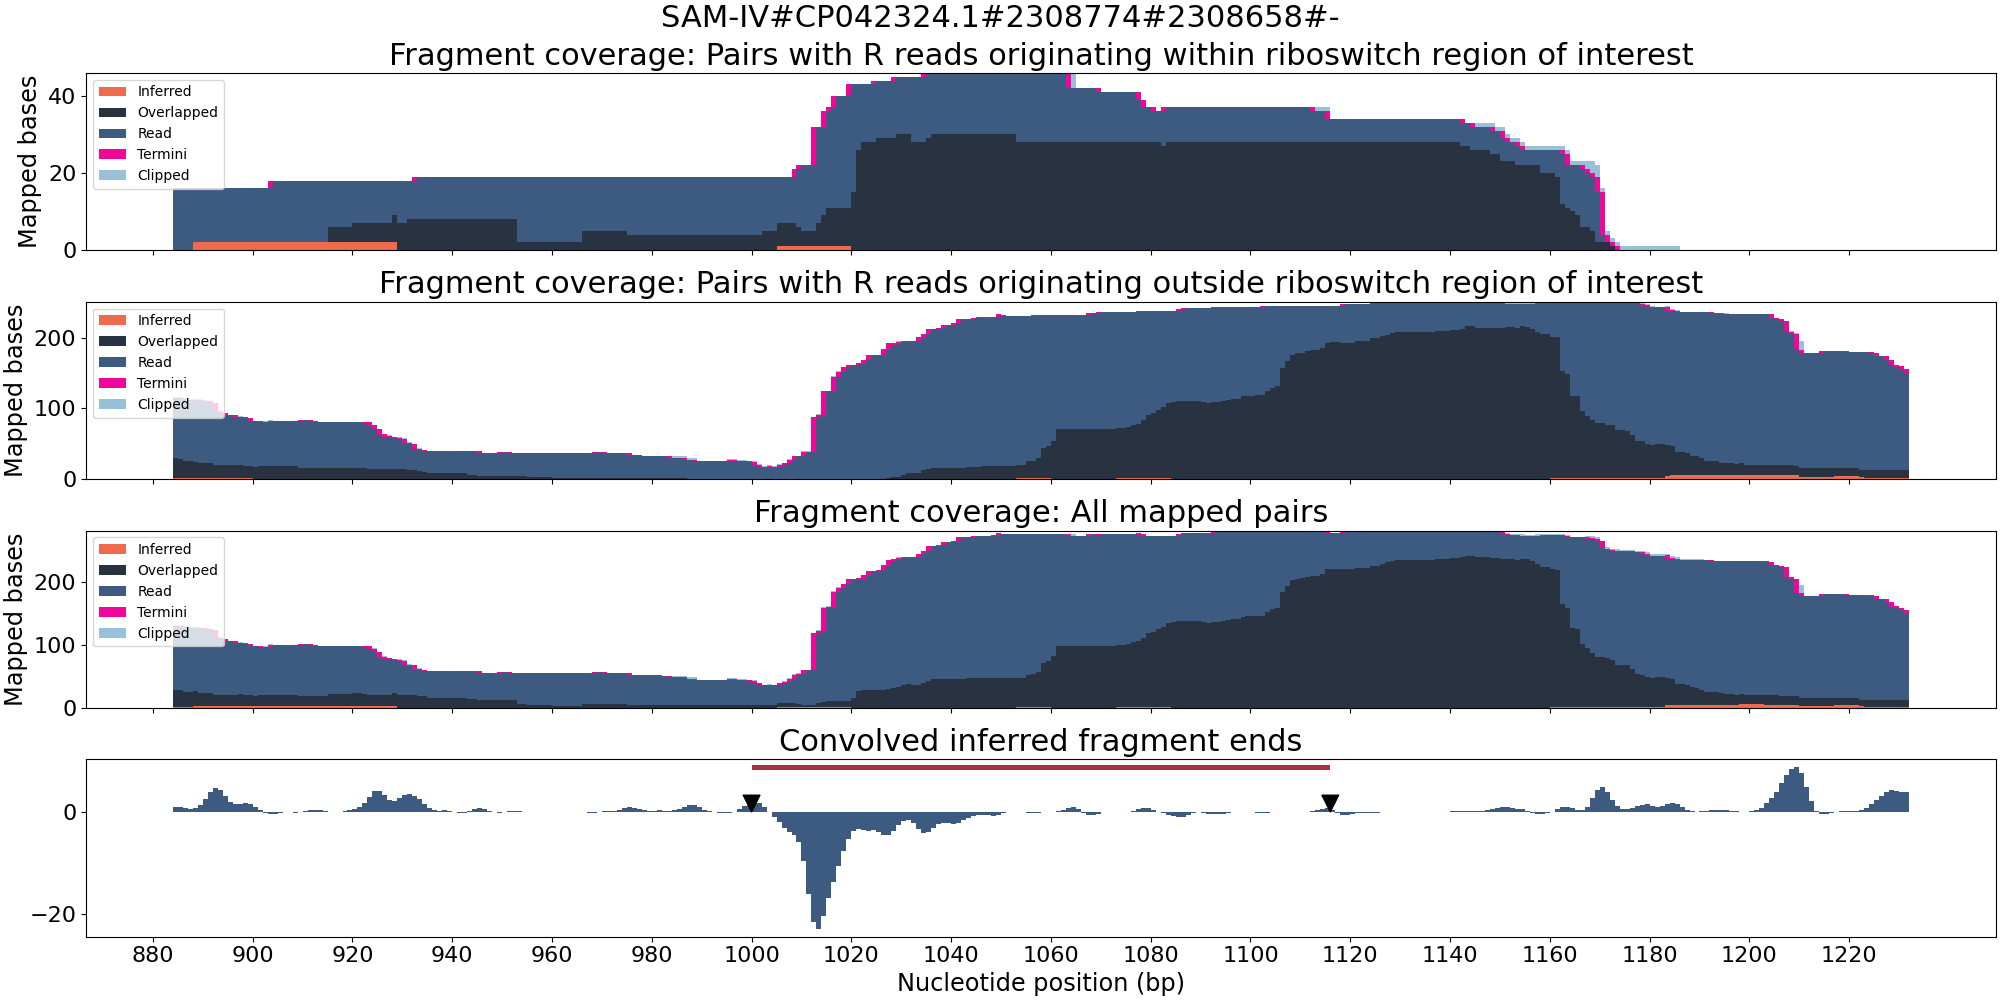 SAM-IV#CP042324.1#2308774#2308658#-
Fragment coverage: Pairs with R reads originating within riboswitch region of interest
Mapped bases
40
20
0
Inferred
Overlapped
Read
Termini
Clipped
Fragment coverage: Pairs with R reads originating outside riboswitch region of interest
Mapped bases
200
100
0
Inferred
Overlapped
Read
Termini
Clipped
Fragment coverage: All mapped pairs
Mapped bases
200
100
0
Inferred
Overlapped
Read
Termini
Clipped
Convolved inferred fragment ends
0
−20
880 900 920 940 960 980 1000 1020 1040 1060 1080 1100 1120 1140 1160 1180 1200 1220
Nucleotide position (bp)